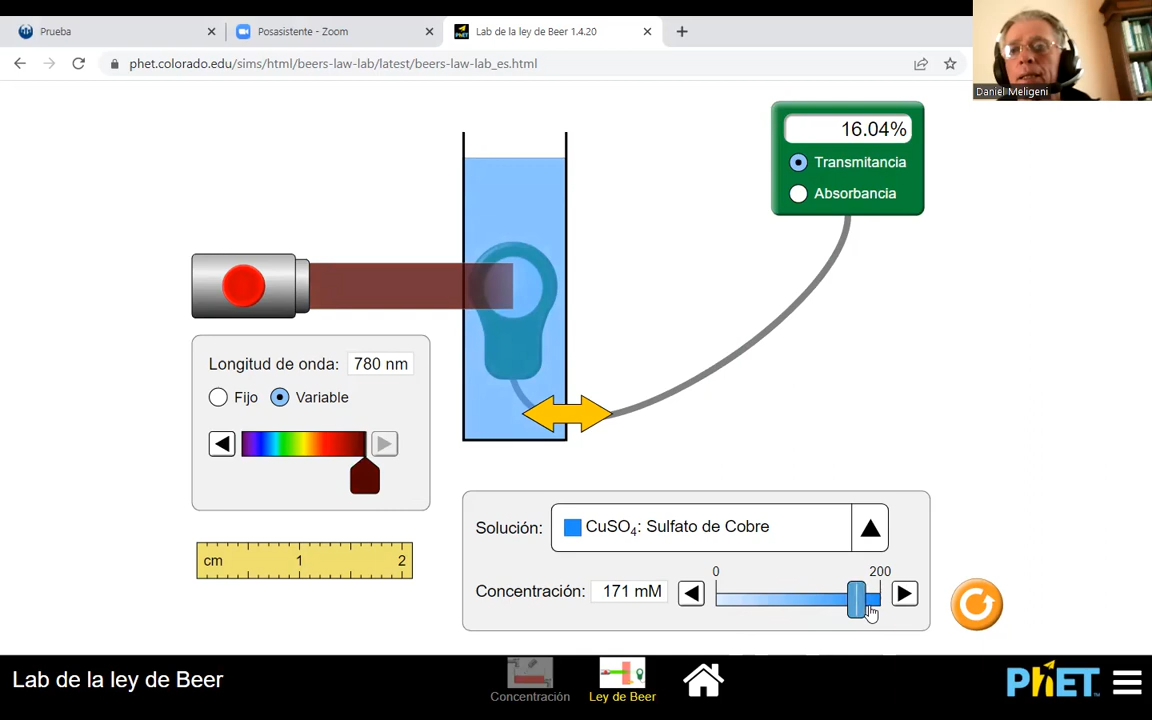 Prueba
Posasistente - Zoom
Lab de la ley de Beer 1.4.20
phet.colorado.edu/sims/html/beers-law-lab/latest/beers-law-lab_es.html
Daniel Meligeni
16.04%
Transmitancia
Absorbancia
Longitud de onda: 780 nm
Fijo Variable
cm 1 2
Solución: CuSO₄: Sulfato de Cobre
0 200
Concentración: 171 mM
Lab de la ley de Beer
Concentración
Ley de Beer
PhET